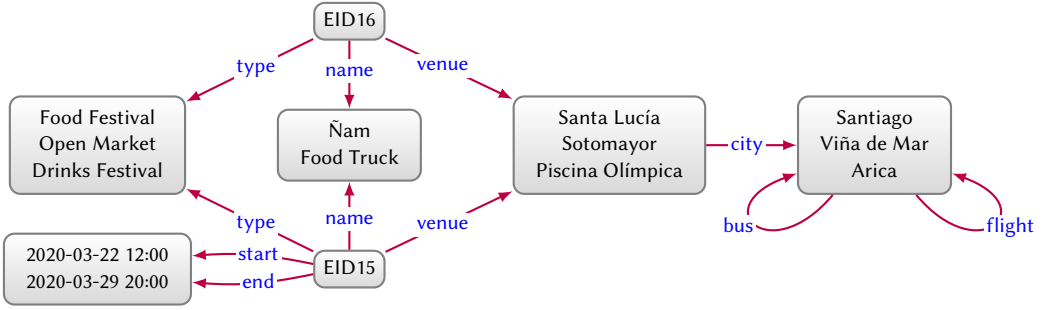 EID16
type
name
venue
Food Festival
Open Market
Drinks Festival
Ñam
Food Truck
Santa Lucía
Sotomayor
Piscina Olímpica
city
Santiago
Viña de Mar
Arica
type
name
venue
bus
flight
2020-03-22 12:00
2020-03-29 20:00
start
end
EID15